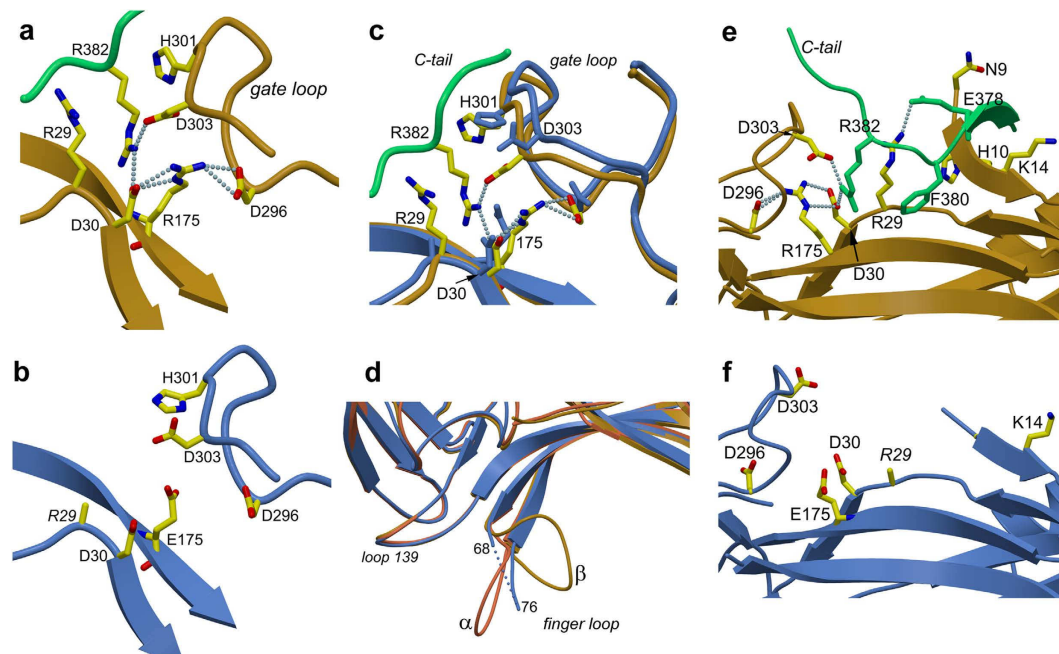 a
H301
R382
gate loop
R29
D303
D30
R175
D296
b
H301
D303
R29
D30
E175
D296
c
C-tail
gate loop
H301
R382
D303
R29
175
D30
d
loop 139
68
76
β
α
finger loop
e
C-tail
N9
E378
D303
R382
H10
K14
D296
R29
F380
R175
D30
f
D303
K14
D296
D30
R29
E175